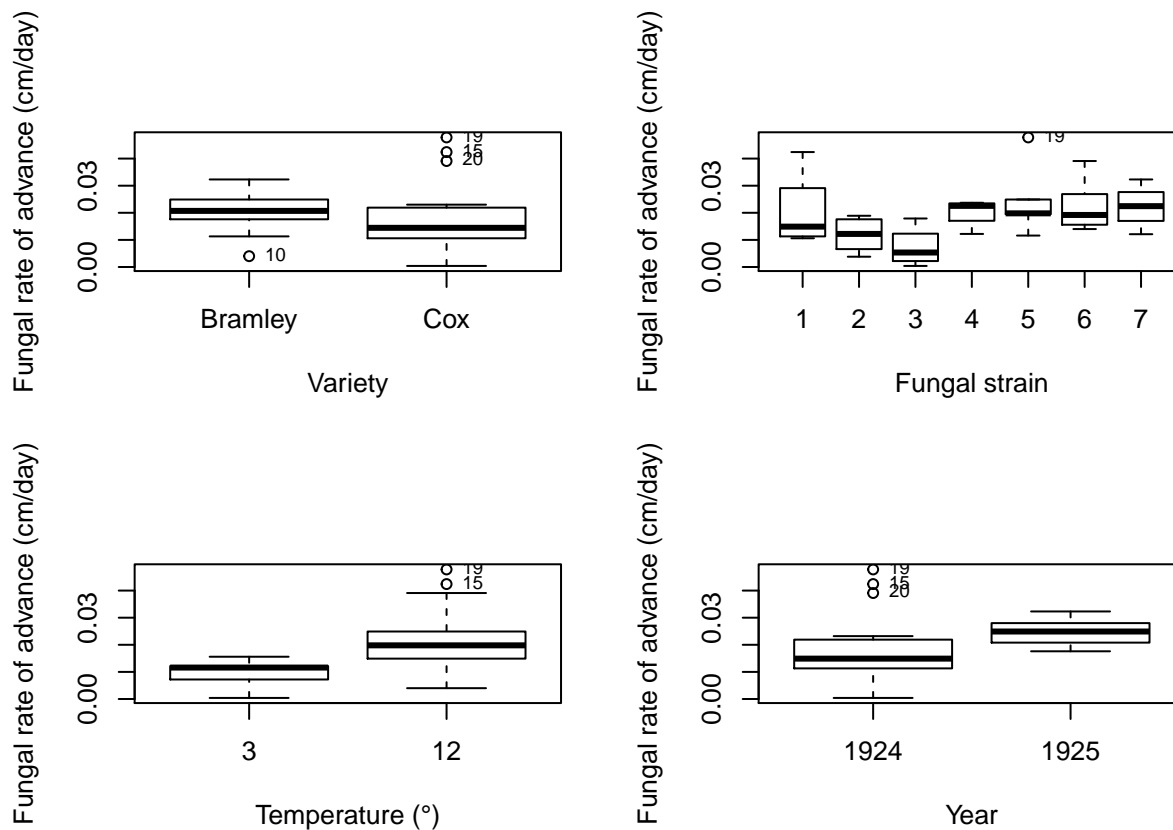 Fungal rate of advance (cm/day)
0.00 0.03
19
15
20
10
Bramley Cox
Variety
Fungal rate of advance (cm/day)
0.00 0.03
19
1 2 3 4 5 6 7
Fungal strain
Fungal rate of advance (cm/day)
0.00 0.03
19
15
3 12
Temperature (°)
Fungal rate of advance (cm/day)
0.00 0.03
19
15
20
1924 1925
Year